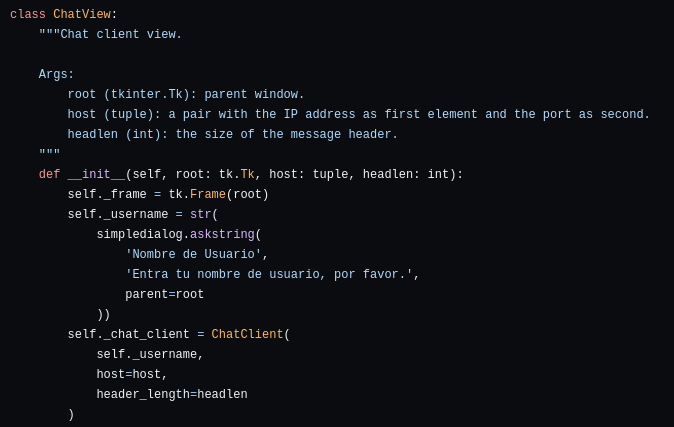 class ChatView:
    """Chat client view.

    Args:
        root (tkinter.Tk): parent window.
        host (tuple): a pair with the IP address as first element and the port as second.
        headlen (int): the size of the message header.
    """
    def __init__(self, root: tk.Tk, host: tuple, headlen: int):
        self._frame = tk.Frame(root)
        self._username = str(
            simpledialog.askstring(
                'Nombre de Usuario',
                'Entra tu nombre de usuario, por favor.',
                parent=root
            ))
        self._chat_client = ChatClient(
            self._username,
            host=host,
            header_length=headlen
        )